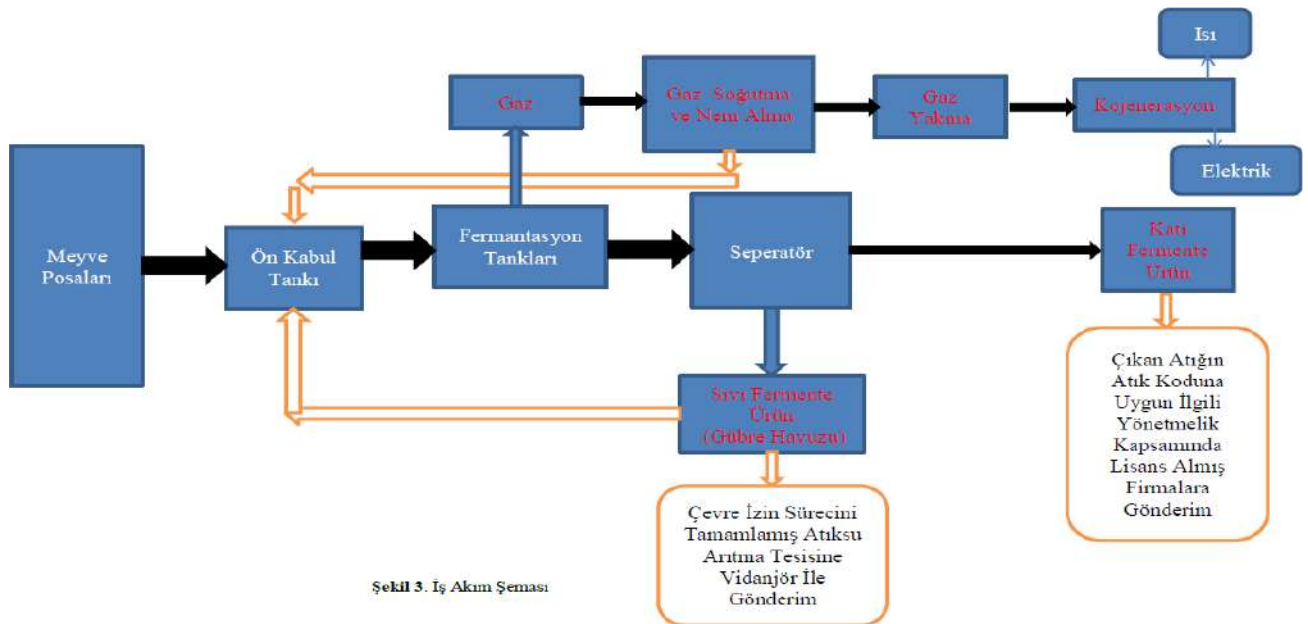 Isı
Gaz
Gaz Soğutma
ve Nem Alma
Gaz
Yakma
Kojenerasyon
Elektrik
Meyve
Posaları
Ön Kabul
Tankı
Fermantasyon
Tankları
Seperatör
Katı
Fermente
Ürün
Sıvı Fermente
Ürün
(Gübre Havuzu)
Çıkan Atığın
Atık Koduna
Uygun İlgili
Yönetmelik
Kapsamında
Lisans Almış
Firmalara
Gönderim
Çevre İzin Sürecini
Tamamlamış Atıksu
Arıtma Tesisine
Vidanjör İle
Gönderim
Şekil 3. İş Akım Şeması